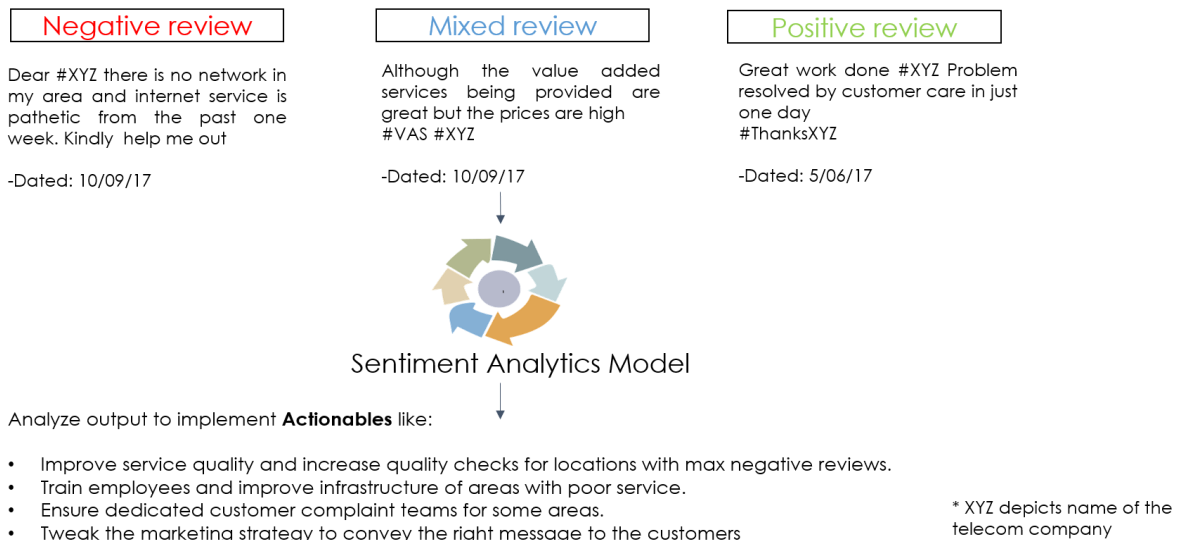 Negative review
Dear #XYZ there is no network in
my area and internet service is
pathetic from the past one
week. Kindly help me out
-Dated: 10/09/17
Mixed review
Although the value added
services being provided are
great but the prices are high
#VAS #XYZ
-Dated: 10/09/17
Positive review
Great work done #XYZ Problem
resolved by customer care in just
one day
#ThanksXYZ
-Dated: 5/06/17
Sentiment Analytics Model
Analyze output to implement Actionables like:
• Improve service quality and increase quality checks for locations with max negative reviews.
• Train employees and improve infrastructure of areas with poor service.
• Ensure dedicated customer complaint teams for some areas.
• Tweak the marketing strategy to convey the right message to the customers
* XYZ depicts name of the
telecom company